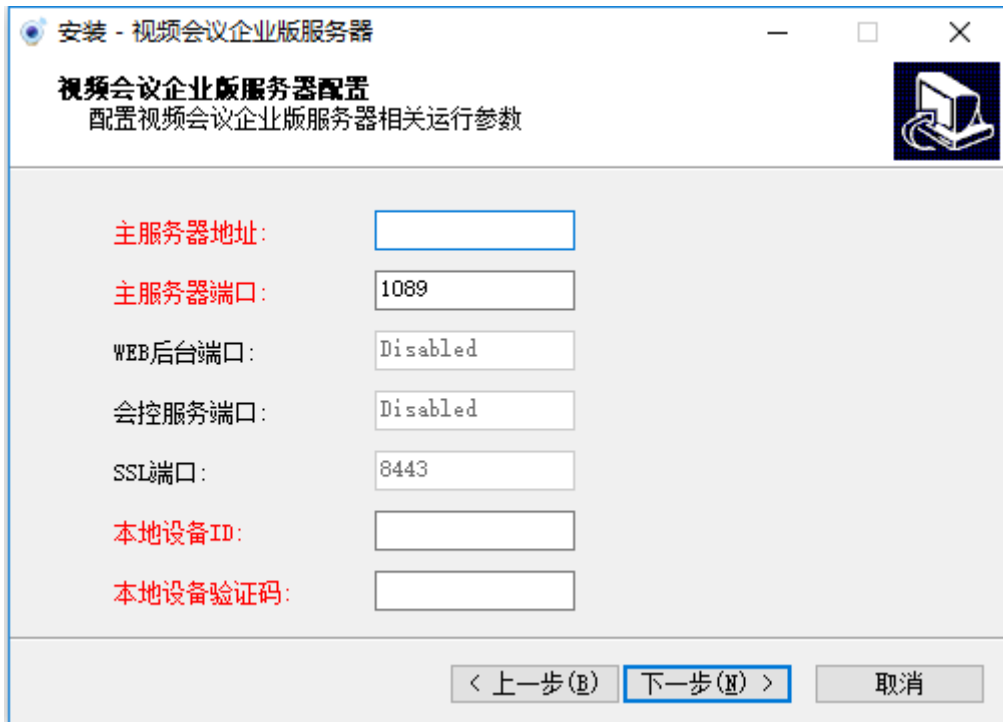 安装 - 视频会议企业版服务器
视频会议企业版服务器配置
配置视频会议企业版服务器相关运行参数
主服务器地址:
主服务器端口: 1089
WEB后台端口: Disabled
会控服务端口: Disabled
SSL端口: 8443
本地设备ID:
本地设备验证码:
< 上一步(B) 下一步(N) > 取消